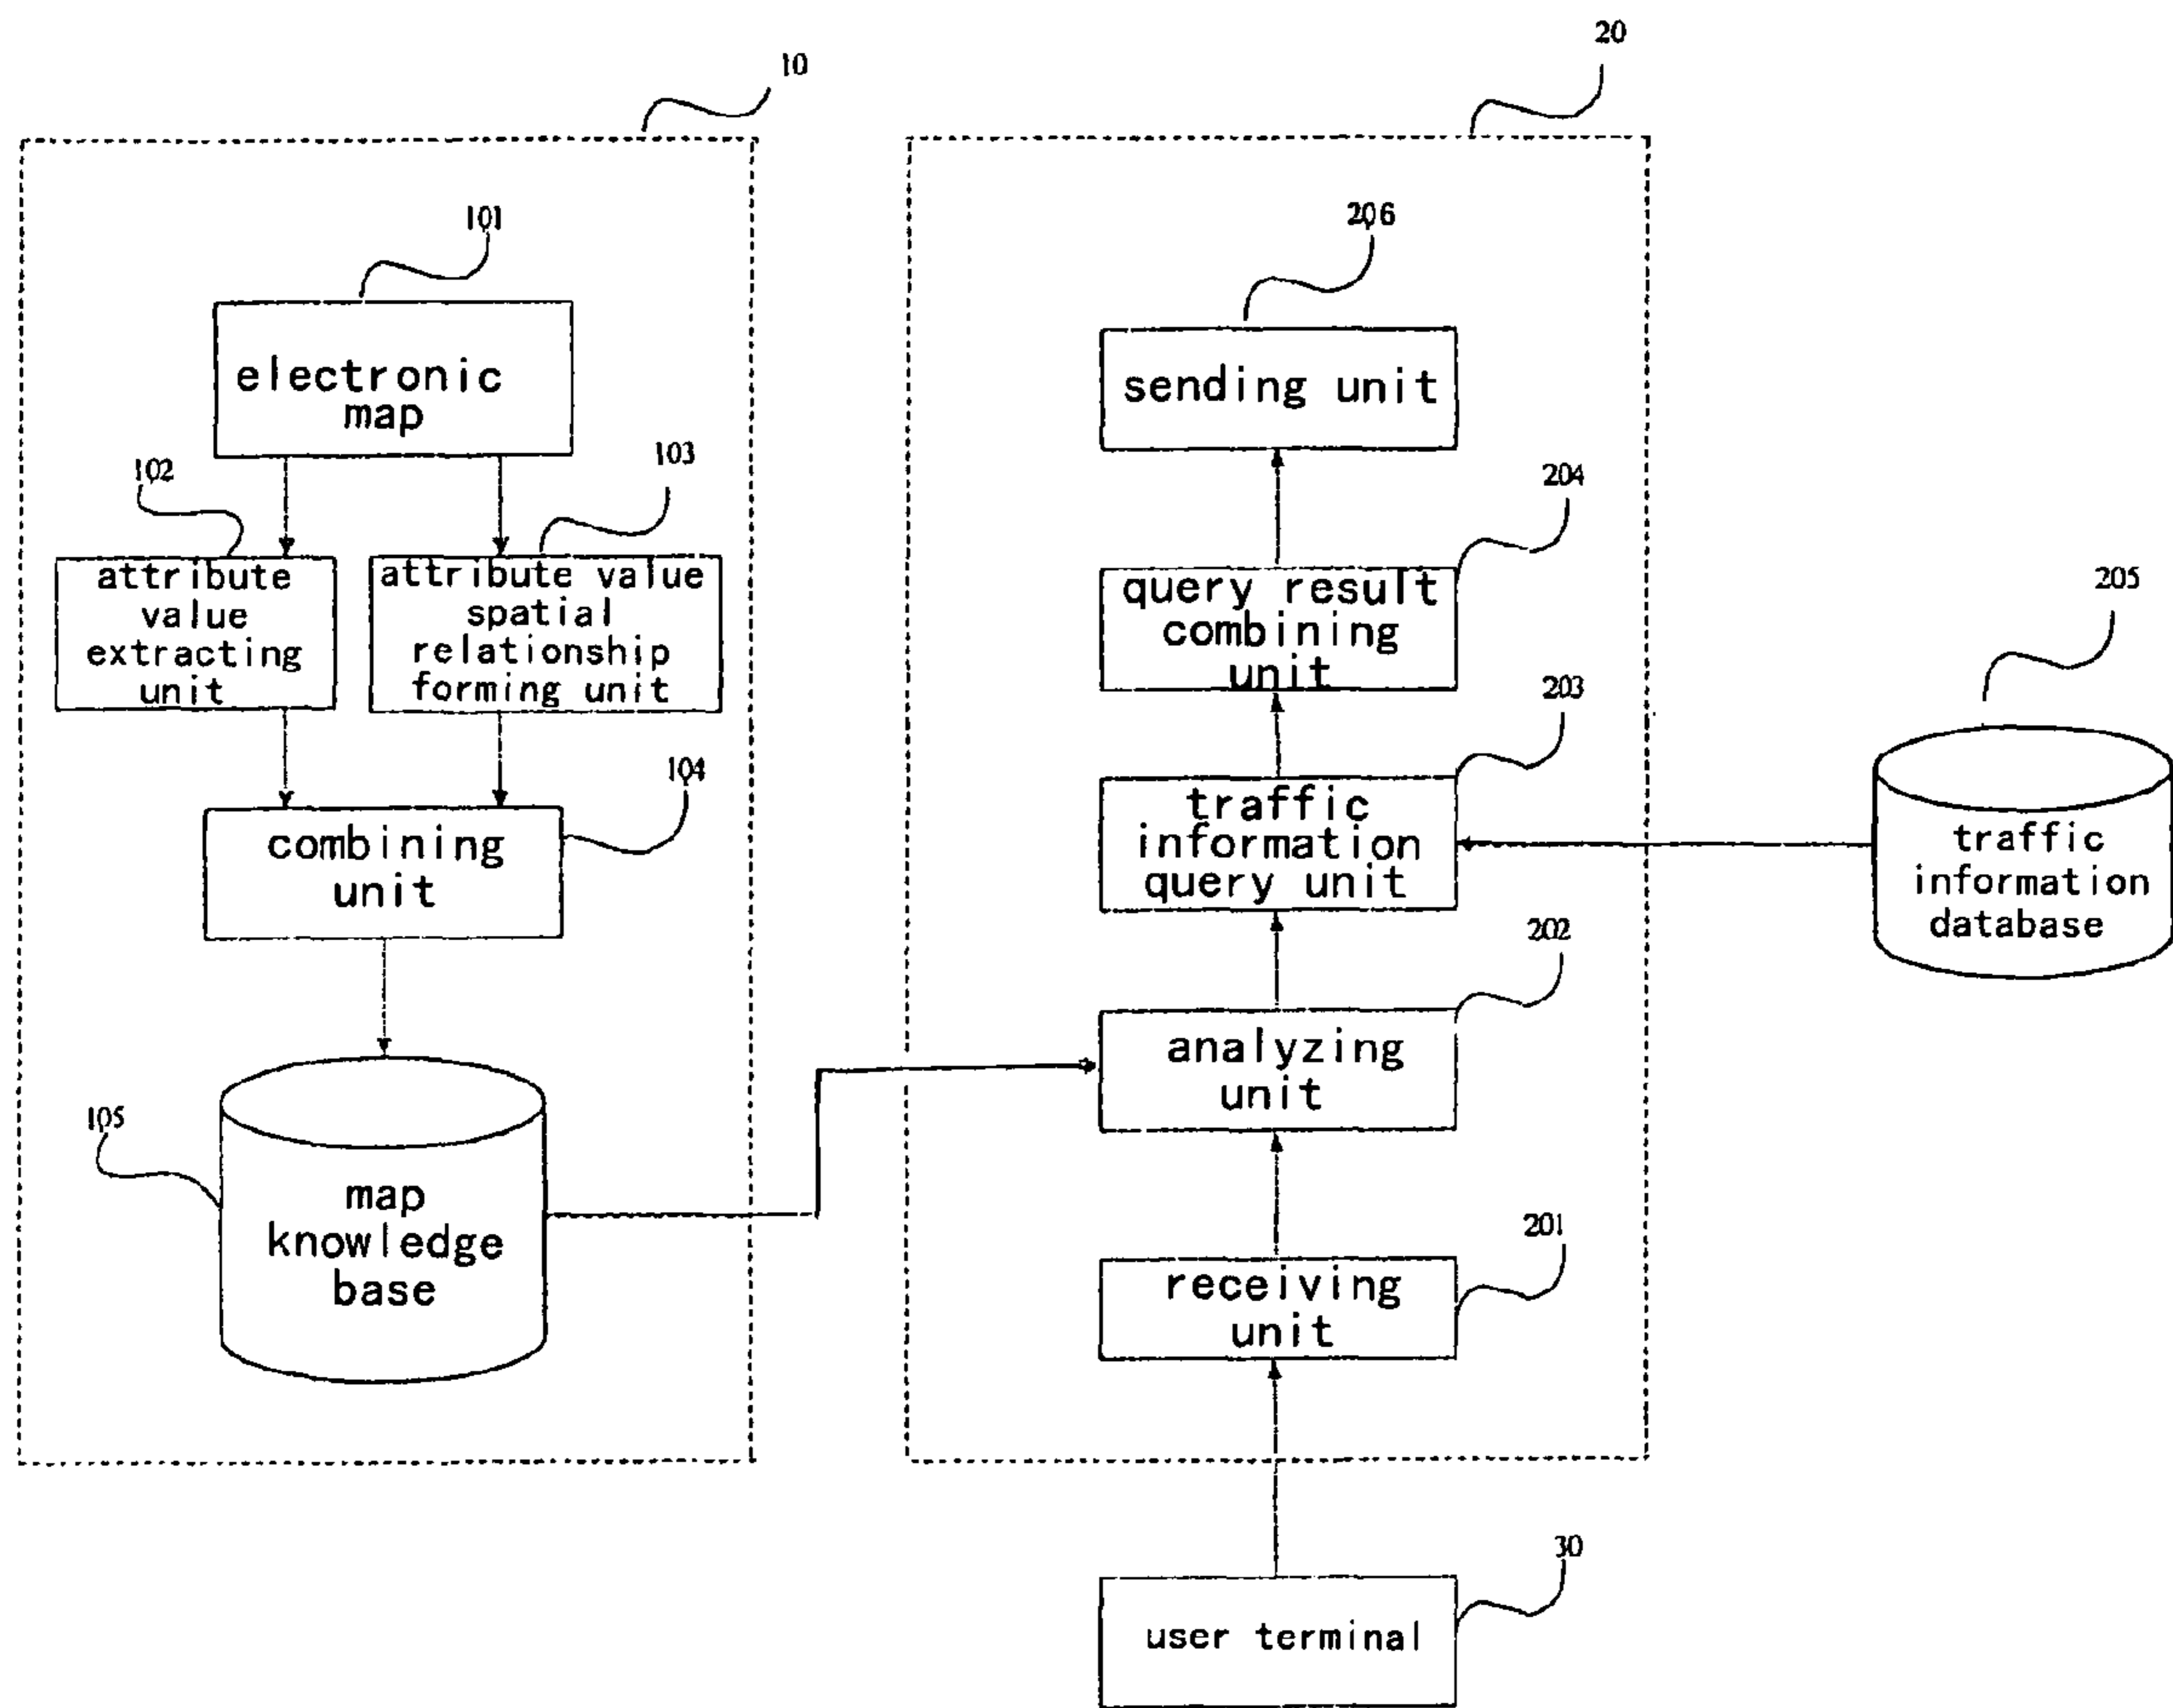 10
20
101
electronic
map
102
103
attribute
value
extracting
unit
attribute value
spatial
relationship
forming unit
104
combining
unit
105
map
knowledge
base
206
sending unit
204
query result
combining
unit
203
traffic
information
query unit
205
traffic
information
database
202
analyzing
unit
201
receiving
unit
30
user terminal